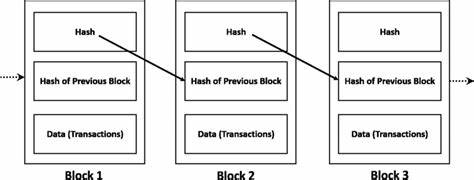 Hash
Hash
Hash
Hash of Previous Block
Hash of Previous Block
Hash of Previous Block
Data (Transactions)
Data (Transactions)
Data (Transactions)
Block 1
Block 2
Block 3